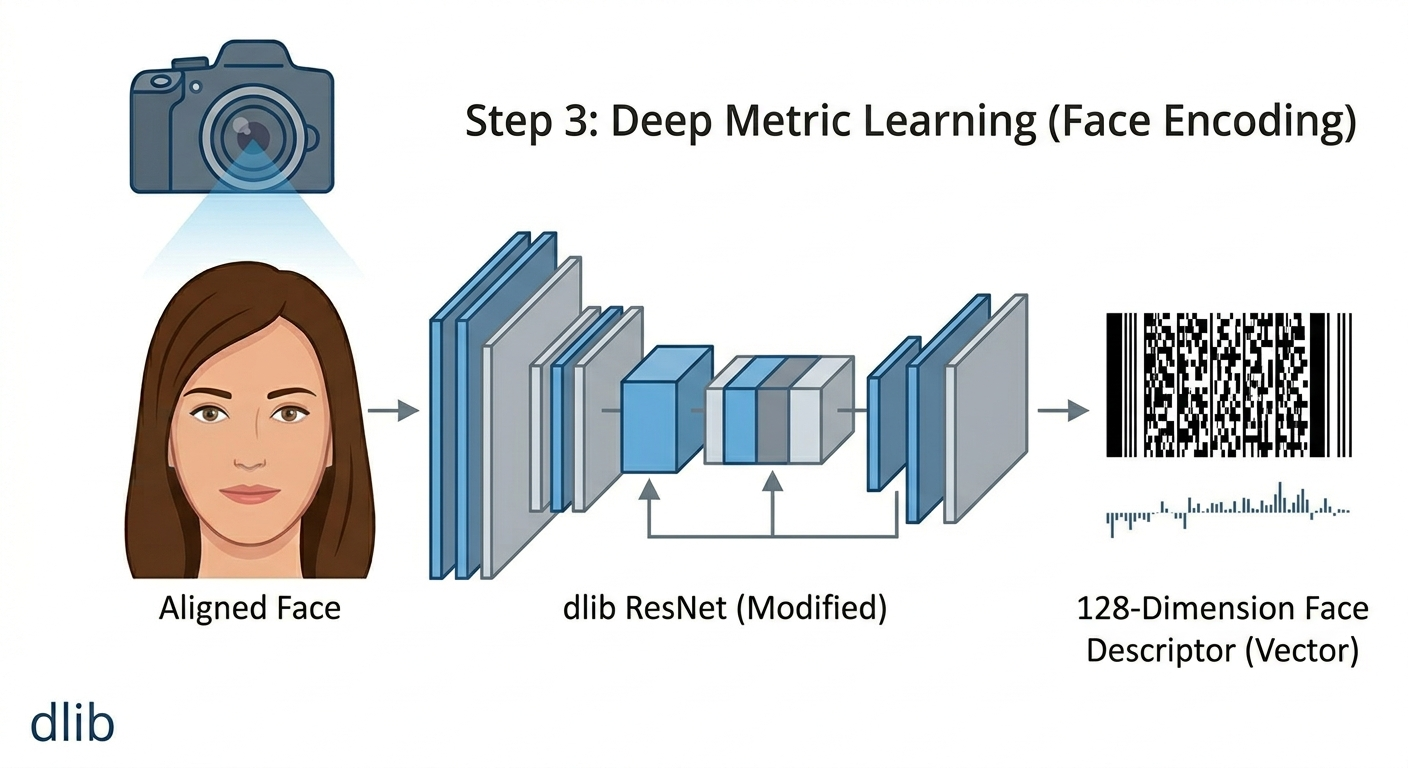 Step 3: Deep Metric Learning (Face Encoding)
Aligned Face
dlib ResNet (Modified)
128-Dimension Face
Descriptor (Vector)
dlib